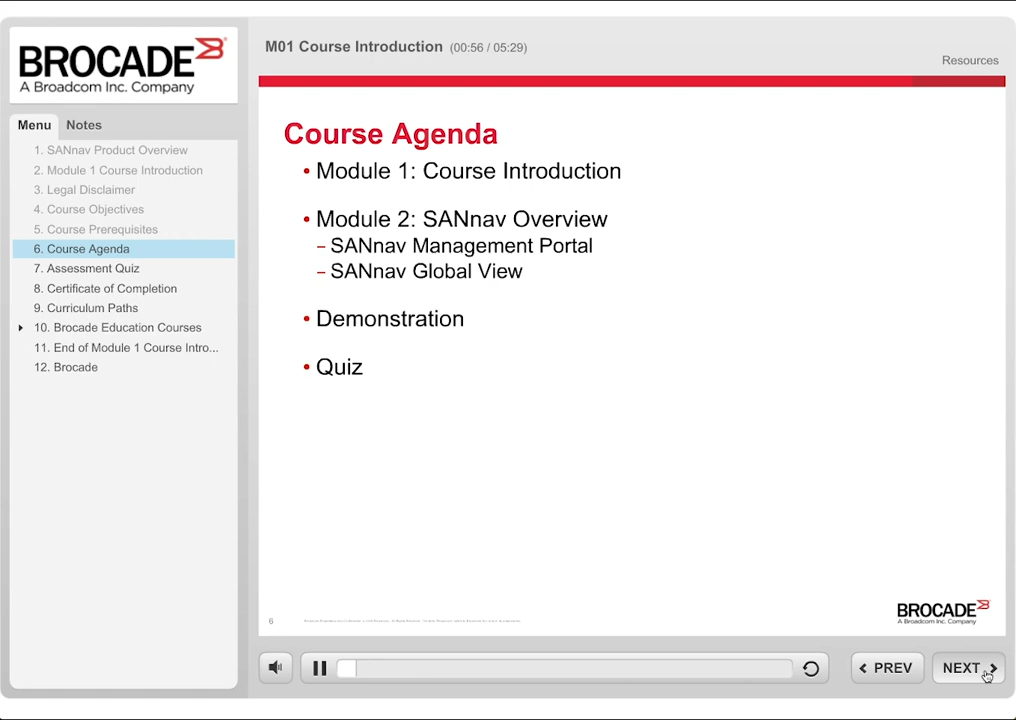 BROCADE
A Broadcom Inc. Company
M01 Course Introduction (00:56 / 05:29)
Resources
Menu Notes
1. SANnav Product Overview
2. Module 1 Course Introduction
3. Legal Disclaimer
4. Course Objectives
5. Course Prerequisites
6. Course Agenda
7. Assessment Quiz
8. Certificate of Completion
9. Curriculum Paths
10. Brocade Education Courses
11. End of Module 1 Course Intro...
12. Brocade
Course Agenda
• Module 1: Course Introduction
• Module 2: SANnav Overview
– SANnav Management Portal
– SANnav Global View
• Demonstration
• Quiz
6
BROCADE
A Broadcom Inc. Company
PREV
NEXT